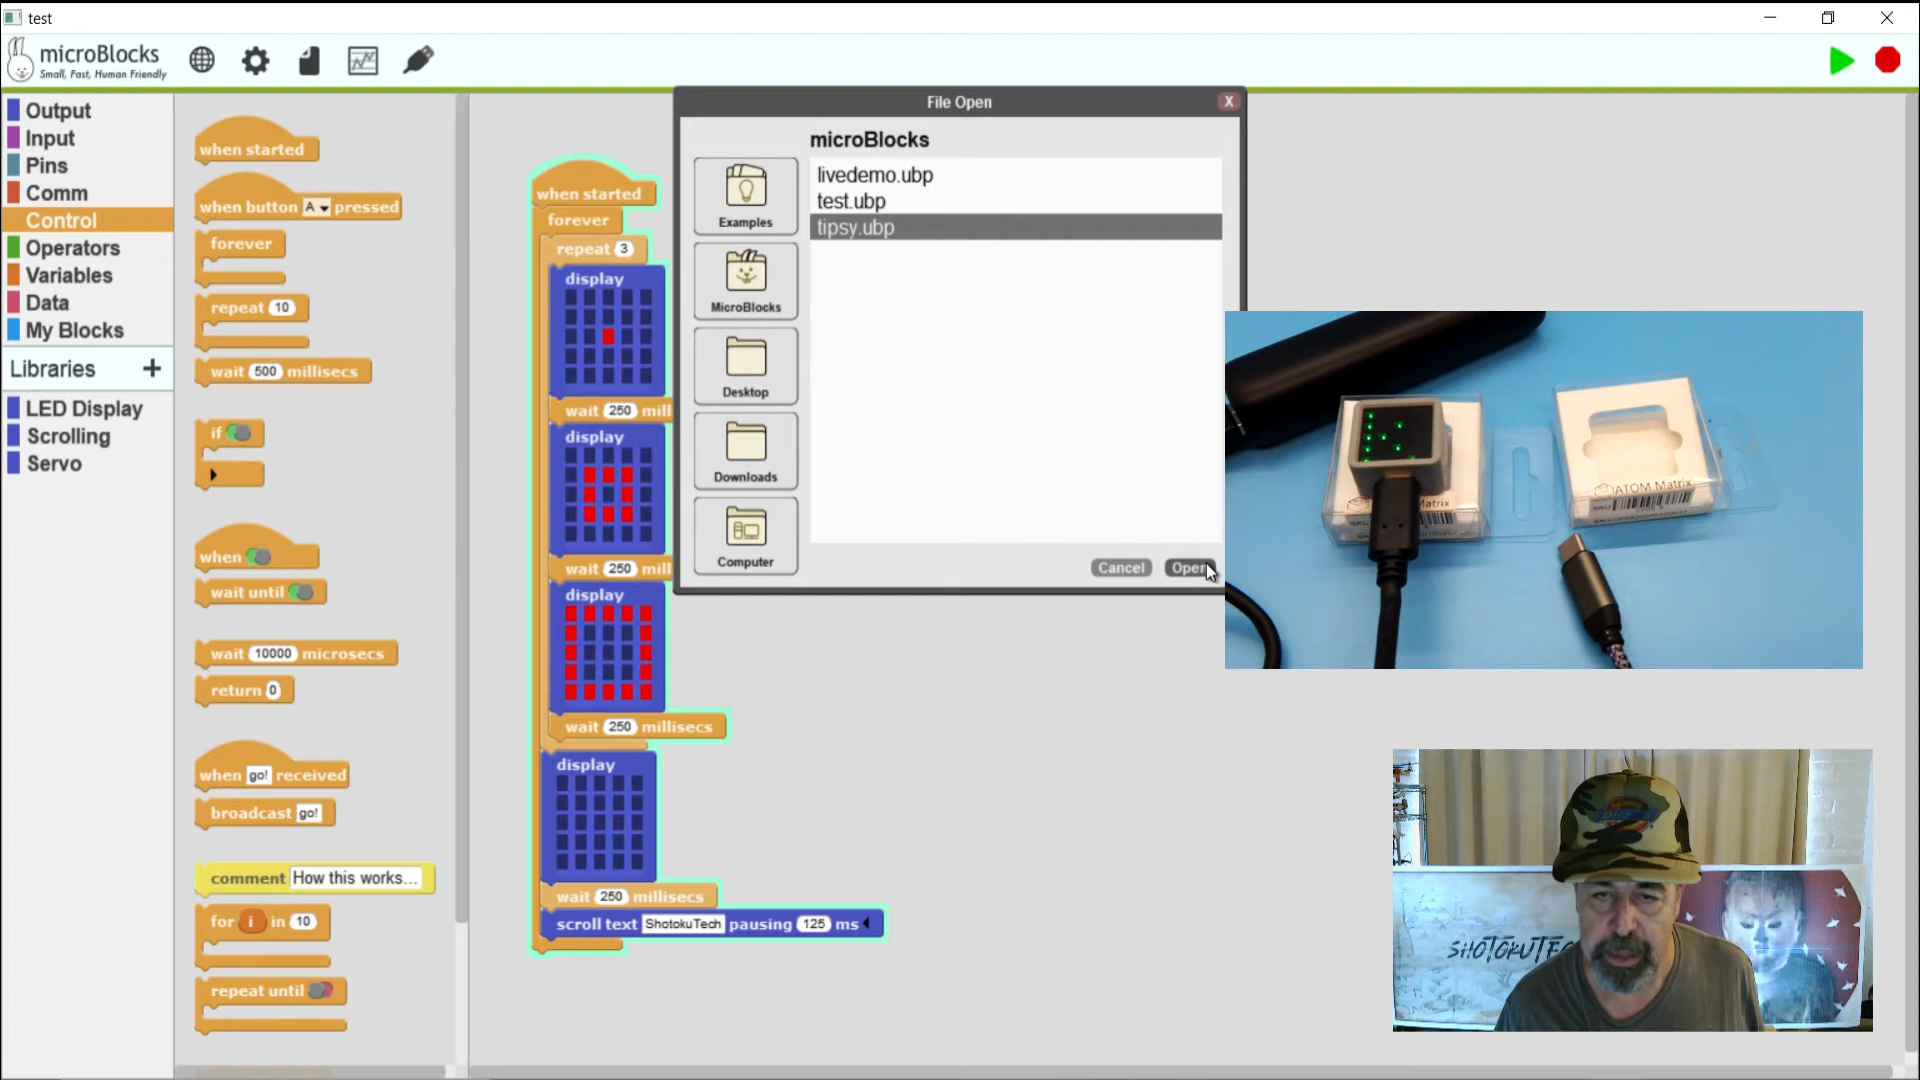 test
microBlocks
Small, Fast, Human Friendly
Output
Input
Pins
Comm
Control
Operators
Variables
Data
My Blocks
Libraries +
LED Display
Scrolling
Servo
when started
when button A pressed
forever
repeat 10
wait 500 millisecs
if
when
wait until
wait 10000 microsecs
return 0
when go! received
broadcast go!
comment How this works...
for i in 10
repeat until
when started
forever
repeat 3
display
wait 250 mill
display
wait 250 mill
display
wait 250 millisecs
display
wait 250 millisecs
scroll text ShotokuTech pausing 125 ms
File Open
X
microBlocks
Examples
MicroBlocks
Desktop
Downloads
Computer
livedemo.ubp
test.ubp
tipsy.ubp
Cancel
Open
Matrix
SKU
ATOM Matrix
SKU
SHOTOKUTEC